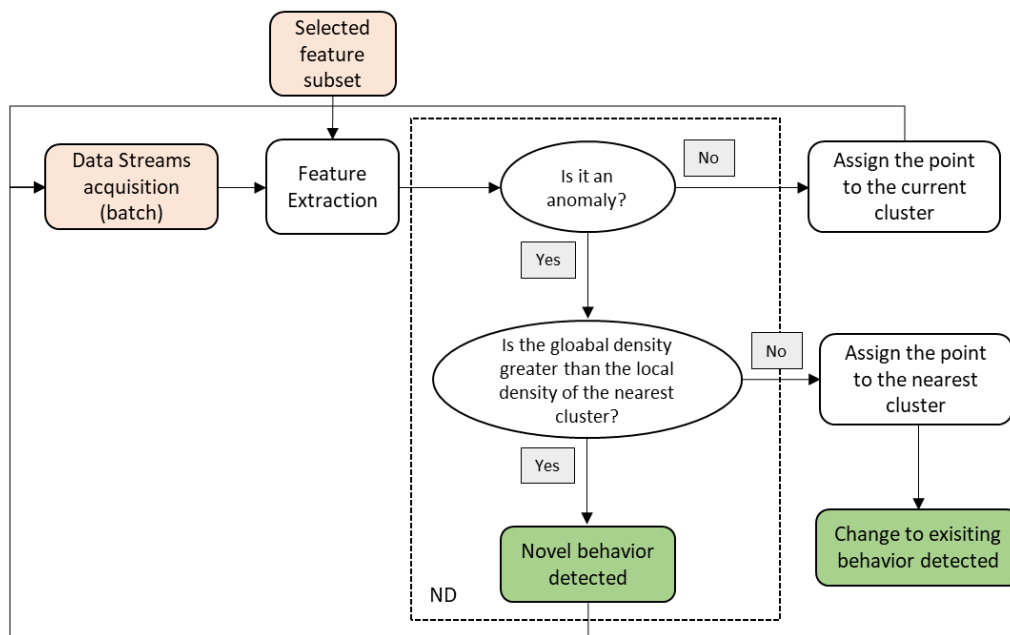 Selected
feature
subset
Data Streams
acquisition
(batch)
Feature
Extraction
Is it an
anomaly?
No
Assign the point
to the current
cluster
Yes
Is the gloabal density
greater than the local
density of the nearest
cluster?
No
Assign the point
to the nearest
cluster
Yes
Novel behavior
detected
Change to exisiting
behavior detected
ND